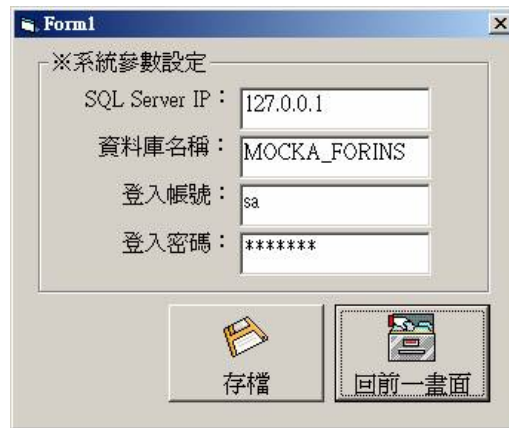 Form1
※系統參數設定
SQL Server IP： 127.0.0.1
資料庫名稱： MOCKA_FORINS
登入帳號： sa
登入密碼： *******
存檔 回前一畫面